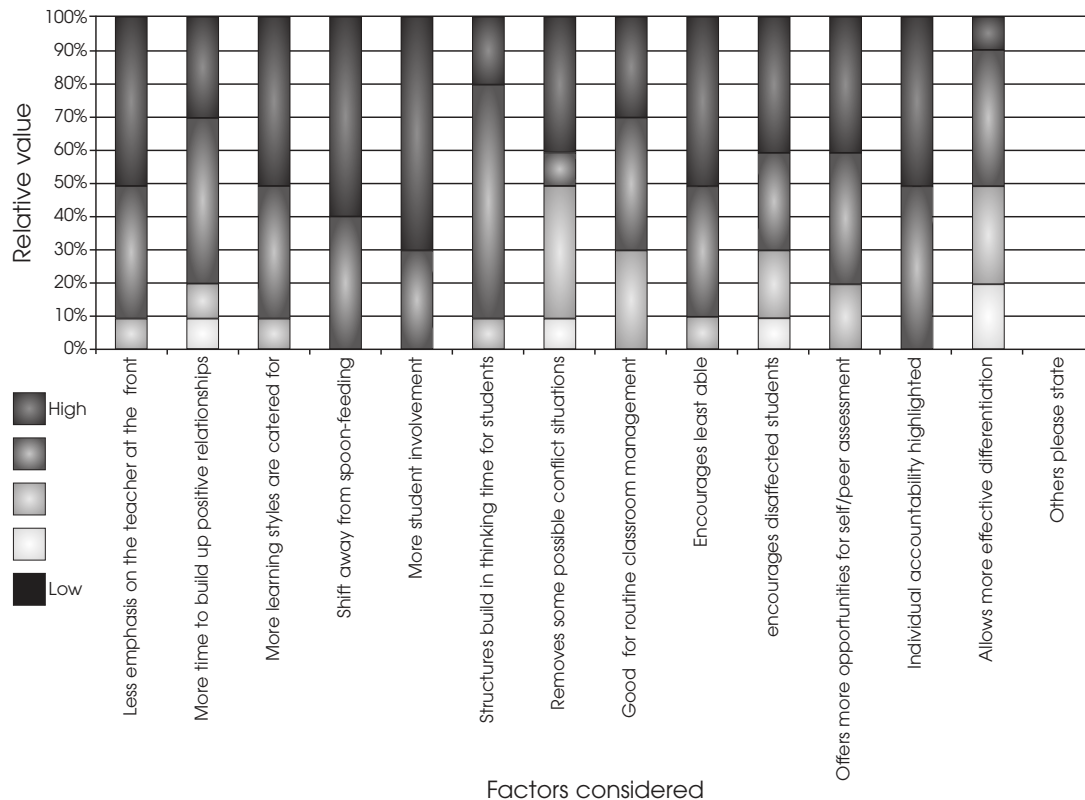 Relative value
100%
90%
80%
70%
60%
50%
40%
30%
20%
10%
0%
High
Low
Less emphasis on the teacher at the front
More time to build up positive relationships
More learning styles are catered for
Shift away from spoon-feeding
More student involvement
Structures build in thinking time for students
Removes some possible conflict situations
Good for routine classroom management
Encourages least able
encourages disaffected students
Offers more opportunities for self/peer assessment
Individual accountability highlighted
Allows more effective differentiation
Others please state
Factors considered